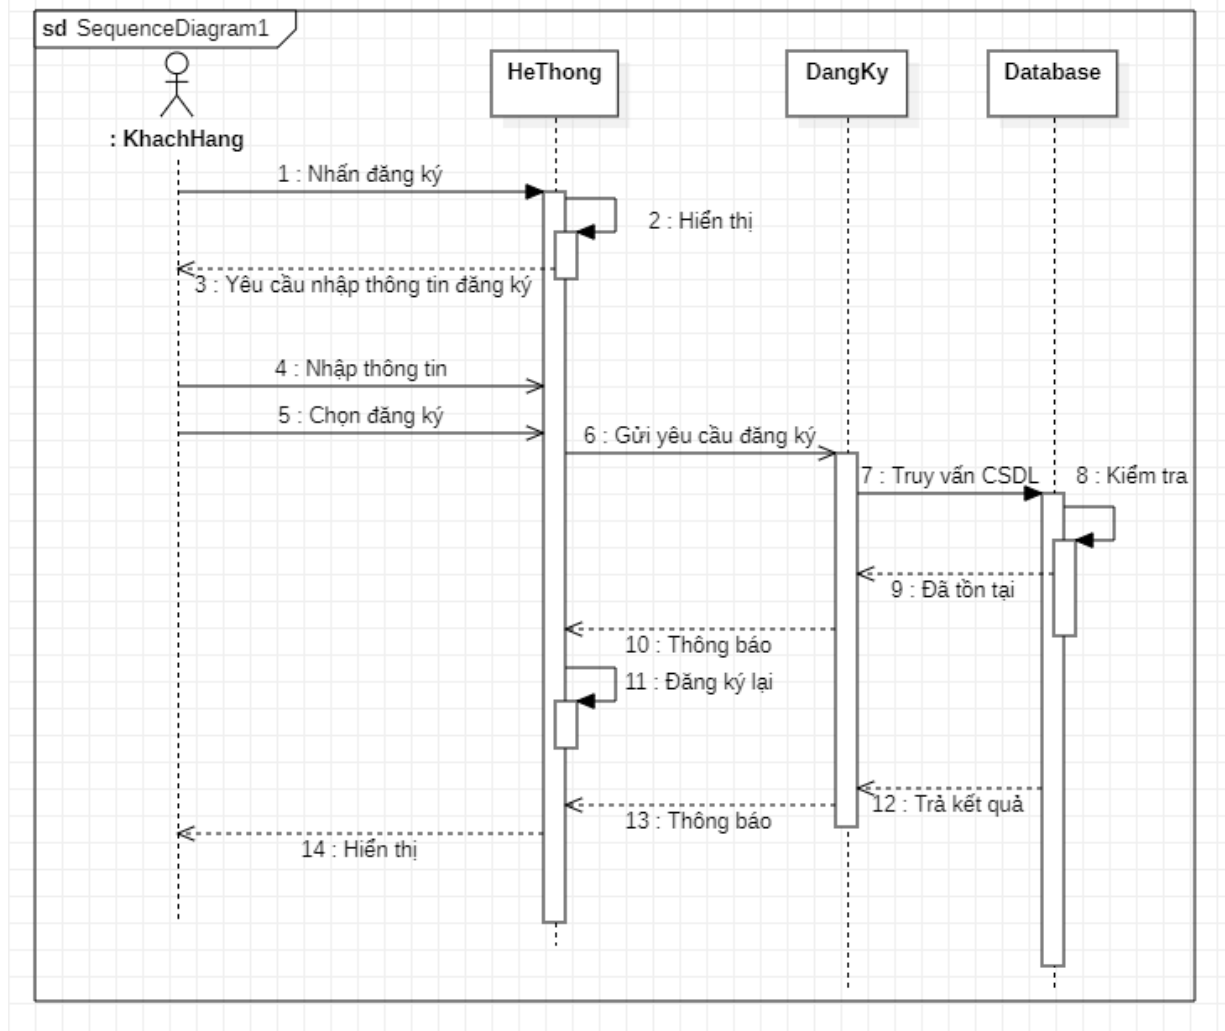 sd SequenceDiagram1
HeThong
DangKy
Database
: KhachHang
1 : Nhấn đăng ký
2 : Hiển thị
3 : Yêu cầu nhập thông tin đăng ký
4 : Nhập thông tin
5 : Chọn đăng ký
6 : Gửi yêu cầu đăng ký
7 : Truy vấn CSDL
8 : Kiểm tra
9 : Đã tồn tại
10 : Thông báo
11 : Đăng ký lại
12 : Trả kết quả
13 : Thông báo
14 : Hiển thị